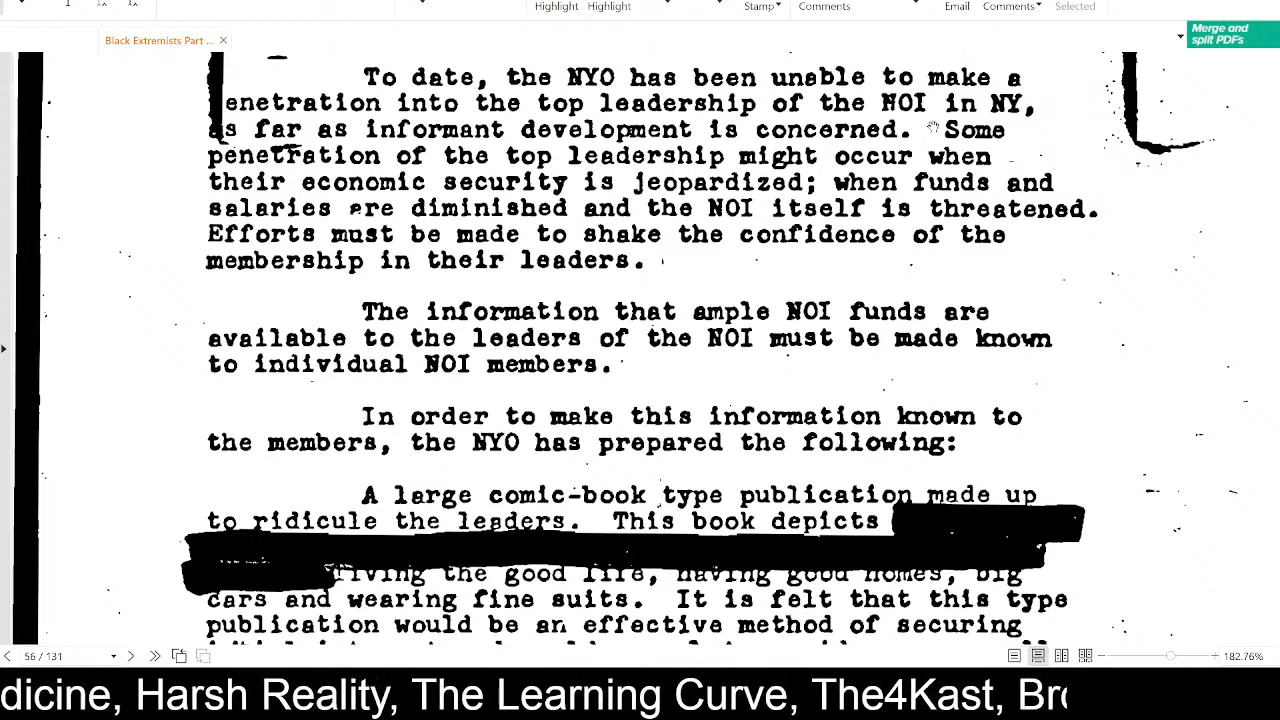 Highlight Highlight Stamp Comments Email Comments Selected
Black Extremists Part ...
Merge and
split PDFs
To date, the NYO has been unable to make a
enetration into the top leadership of the NOI in NY,
as far as informant development is concerned. Some
penetration of the top leadership might occur when
their economic security is jeopardized; when funds and
salaries are diminished and the NOI itself is threatened.
Efforts must be made to shake the confidence of the
membership in their leaders.
The information that ample NOI funds are
available to the leaders of the NOI must be made known
to individual NOI members.
In order to make this information known to
the members, the NYO has prepared the following:
A large comic-book type publication made up
to ridicule the leaders. This book depicts
the good life, having good homes, big
cars and wearing fine suits. It is felt that this type
publication would be an effective method of securing
56 / 131
182.76%
dicine, Harsh Reality, The Learning Curve, The4Kast, Bro